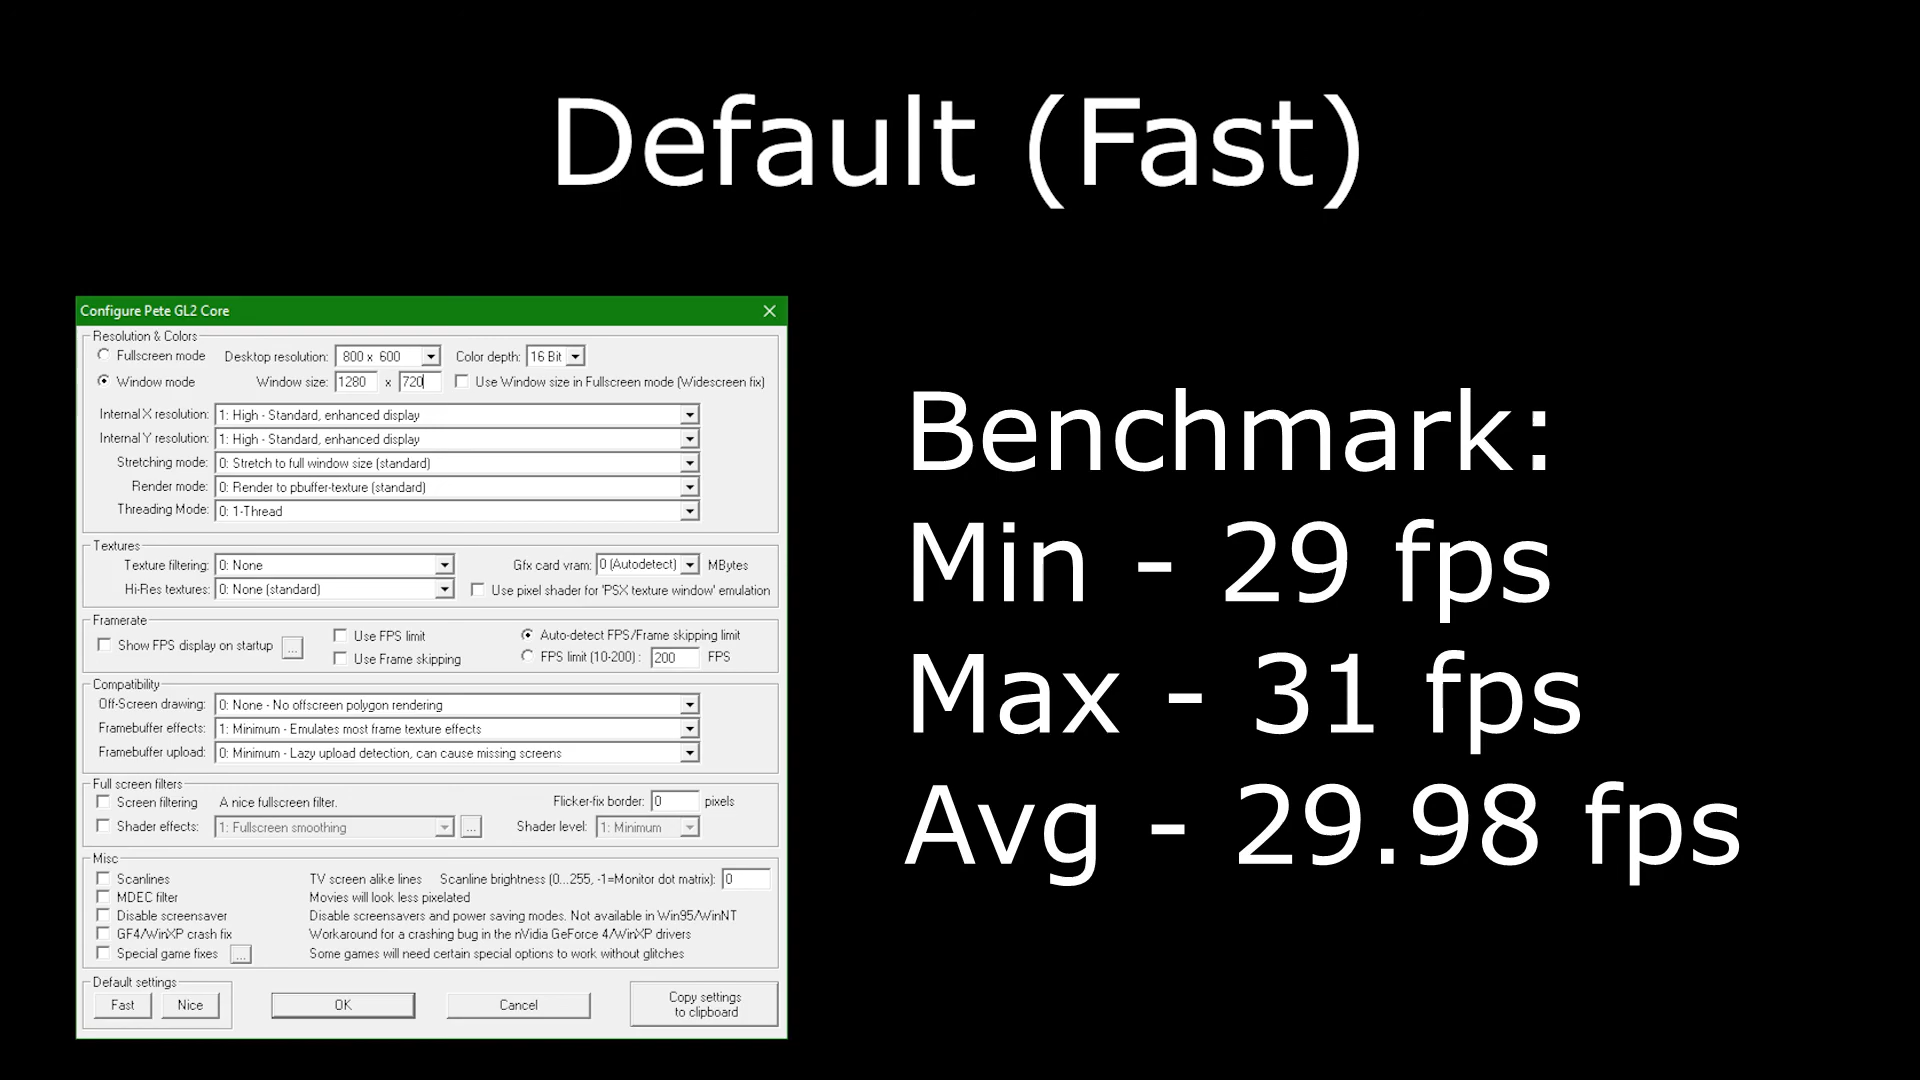 Default (Fast)
Configure Pete GL2 Core
Resolution & Colors
Fullscreen mode Desktop resolution: 800 x 600 Color depth: 16 Bit
Window mode Window size: 1280 x 720 Use Window size in Fullscreen mode (Widescreen fix)
Internal X resolution: 1: High - Standard, enhanced display
Internal Y resolution: 1: High - Standard, enhanced display
Stretching mode: 0: Stretch to full window size (standard)
Render mode: 0: Render to pbuffer-texture (standard)
Threading Mode: 0: 1-Thread
Textures
Texture filtering: 0: None Gfx card vram: 0 (Autodetect) MBytes
Hi-Res textures: 0: None (standard) Use pixel shader for 'PSX texture window' emulation
Framerate
Show FPS display on startup ...
Use FPS limit Auto-detect FPS/Frame skipping limit
Use Frame skipping FPS limit (10-200) : 200 FPS
Compatibility
Off-Screen drawing: 0: None - No offscreen polygon rendering
Framebuffer effects: 1: Minimum - Emulates most frame texture effects
Framebuffer upload: 0: Minimum - Lazy upload detection, can cause missing screens
Full screen filters
Screen filtering A nice fullscreen filter. Flicker-fix border: 0 pixels
Shader effects: 1: Fullscreen smoothing ... Shader level: 1: Minimum
Misc
Scanlines TV screen alike lines Scanline brightness (0...255, -1=Monitor dot matrix): 0
MDEC filter Movies will look less pixelated
Disable screensaver Disable screensavers and power saving modes. Not available in Win95/WinNT
GF4/WinXP crash fix Workaround for a crashing bug in the nVidia GeForce 4/WinXP drivers
Special game fixes ... Some games will need certain special options to work without glitches
Default settings
Fast Nice OK Cancel Copy settings
to clipboard
Benchmark:
Min - 29 fps
Max - 31 fps
Avg - 29.98 fps